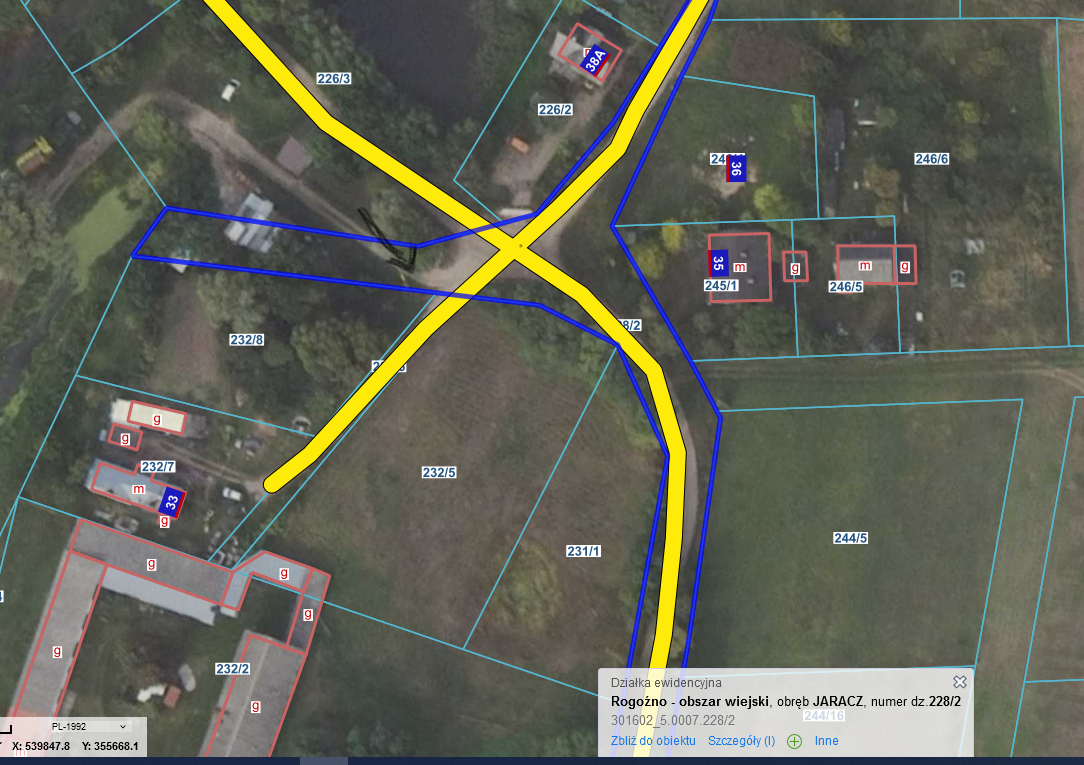 38A
226/3
226/2
36
246/6
35
m
245/1
g
m
g
246/5
8/2
232/8
g
g
232/7
m
33
g
232/5
g
231/1
g
244/5
g
g
232/2
g
Działka ewidencyjna
Rogoźno - obszar wiejski, obręb JARACZ, numer dz.228/2
301602_5.0007.228/2
244/16
Zbliż do obiektu Szczegóły (I) Inne
PL-1992
X: 539847.8 Y: 355668.1